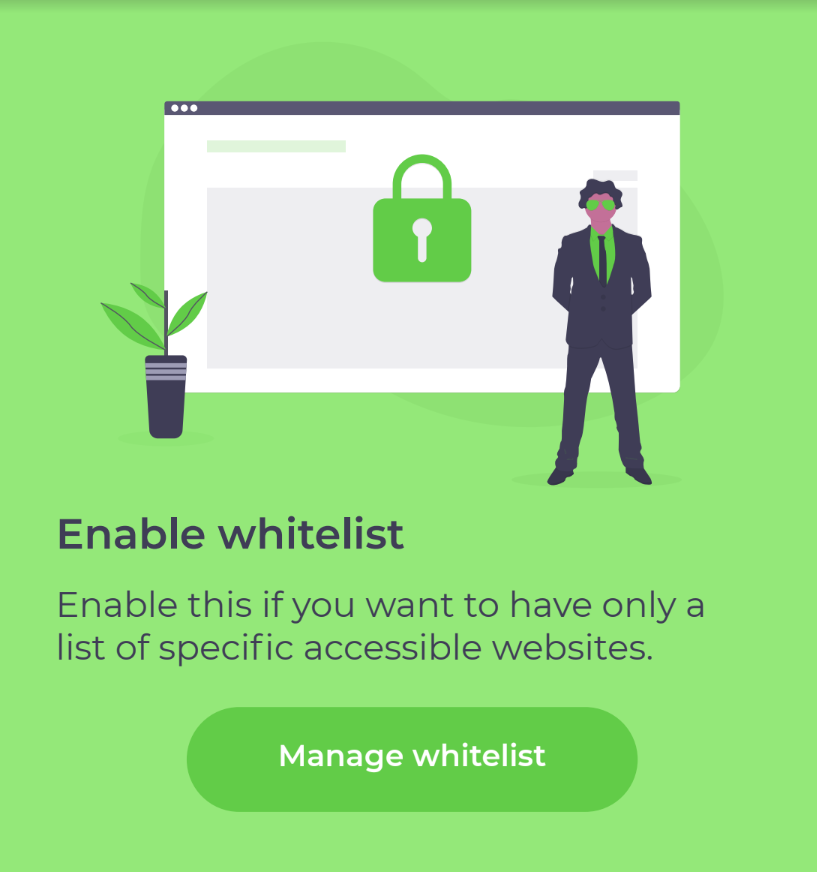 Enable whitelist
Enable this if you want to have only a
list of specific accessible websites.
Manage whitelist